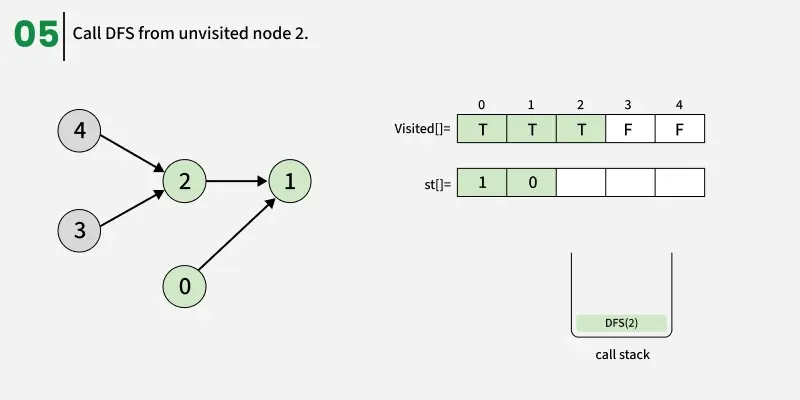 05 Call DFS from unvisited node 2.
0 1 2 3 4
Visited[]= T T T F F
st[]= 1 0
4
2
1
3
0
DFS(2)
call stack